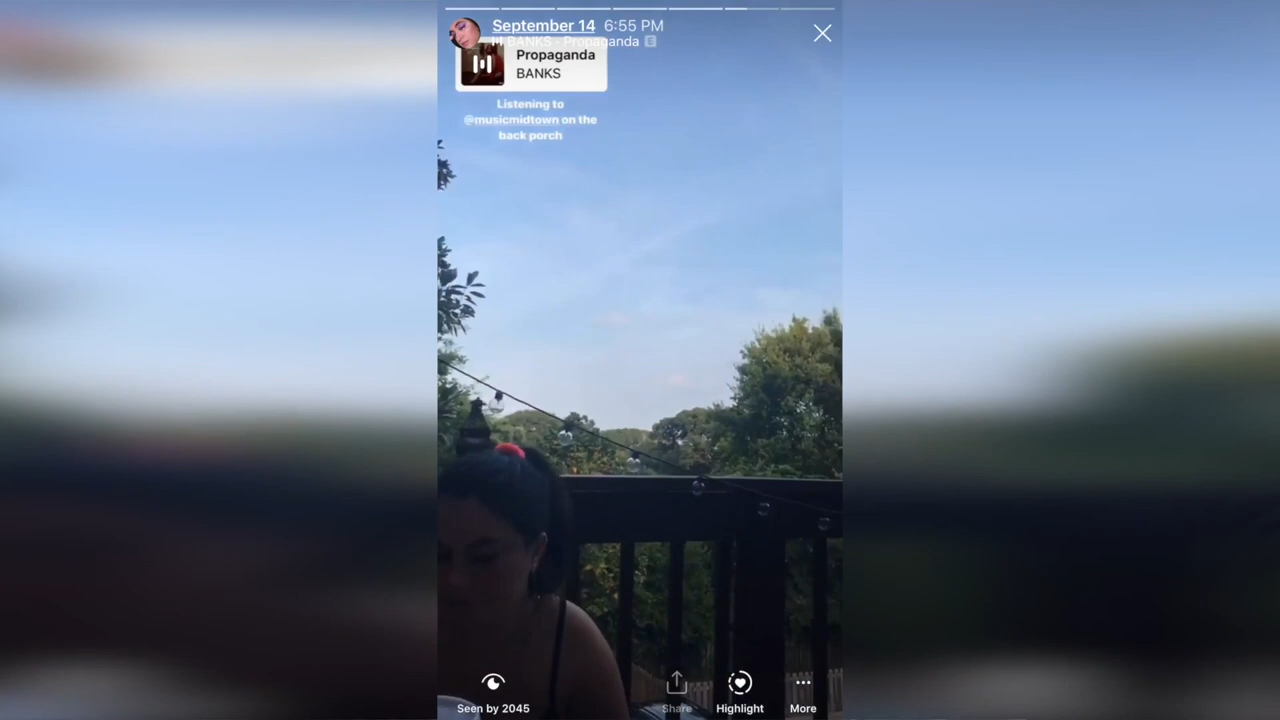 September 14 6:55 PM
BANKS · Propaganda E
Propaganda
BANKS
Listening to
@musicmidtown on the
back porch
Seen by 2045
Share
Highlight
More